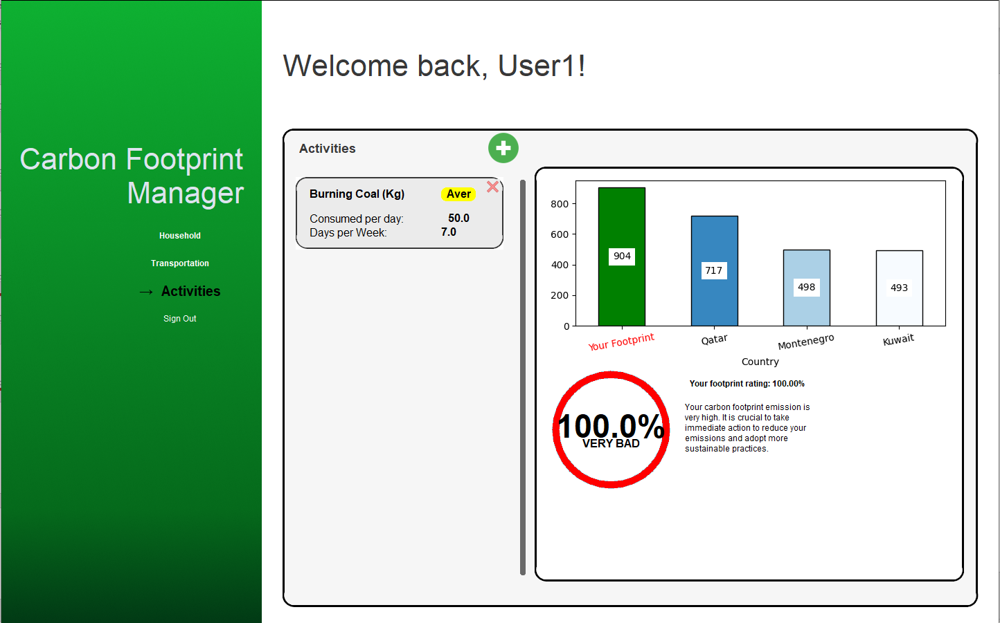 Welcome back, User1!
Carbon Footprint
Manager
Household
Transportation
→ Activities
Sign Out
Activities
Burning Coal (Kg)
Aver
Consumed per day: 50.0
Days per Week: 7.0
800
600
400
200
0
904
717
498
493
Your Footprint
Qatar
Montenegro
Kuwait
Country
100.0%
VERY BAD
Your footprint rating: 100.00%
Your carbon footprint emission is
very high. It is crucial to take
immediate action to reduce your
emissions and adopt more
sustainable practices.